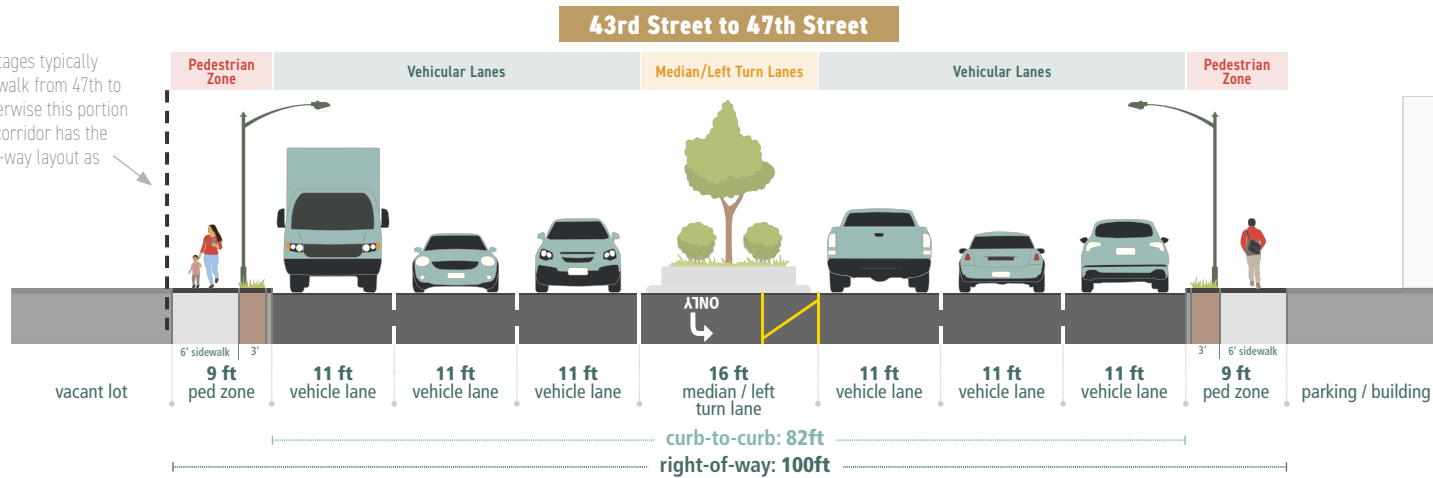 43rd Street to 47th Street
tages typically
walk from 47th to
erwise this portion
corridor has the
-way layout as
Pedestrian
Zone
Vehicular Lanes
Median/Left Turn Lanes
Vehicular Lanes
Pedestrian
Zone
ONLY
6' sidewalk
3'
3'
6' sidewalk
vacant lot
9 ft
ped zone
11 ft
vehicle lane
11 ft
vehicle lane
11 ft
vehicle lane
16 ft
median / left
turn lane
11 ft
vehicle lane
11 ft
vehicle lane
11 ft
vehicle lane
9 ft
ped zone
parking / building
curb-to-curb: 82ft
right-of-way: 100ft